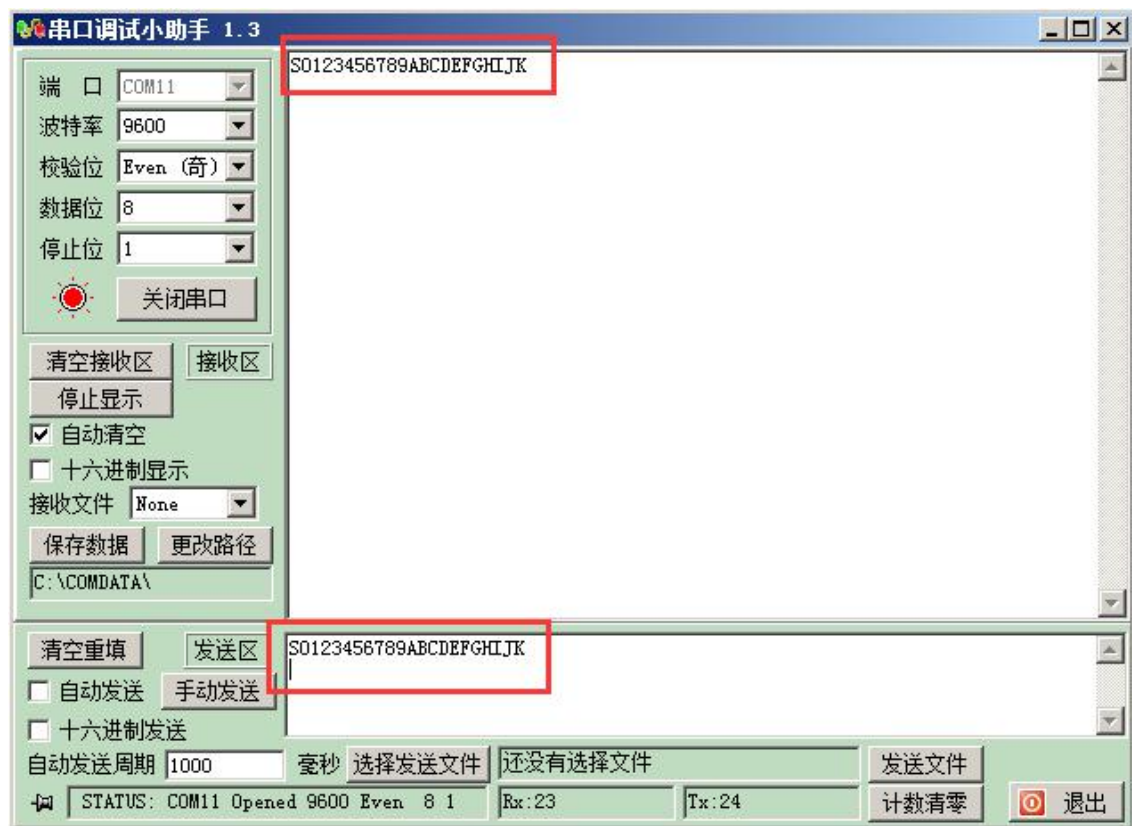 串口调试小助手 1.3
S0123456789ABCDEFGHIJK
端 口 COM11
波特率 9600
校验位 Even (奇)
数据位 8
停止位 1
关闭串口
清空接收区 接收区
停止显示
自动清空
十六进制显示
接收文件 None
保存数据 更改路径
C:\COMDATA\
清空重填 发送区
S0123456789ABCDEFGHIJK
自动发送 手动发送
十六进制发送
自动发送周期 1000 毫秒 选择发送文件 还没有选择文件 发送文件
STATUS: COM11 Opened 9600 Even 8 1 Rx:23 Tx:24 计数清零 退出